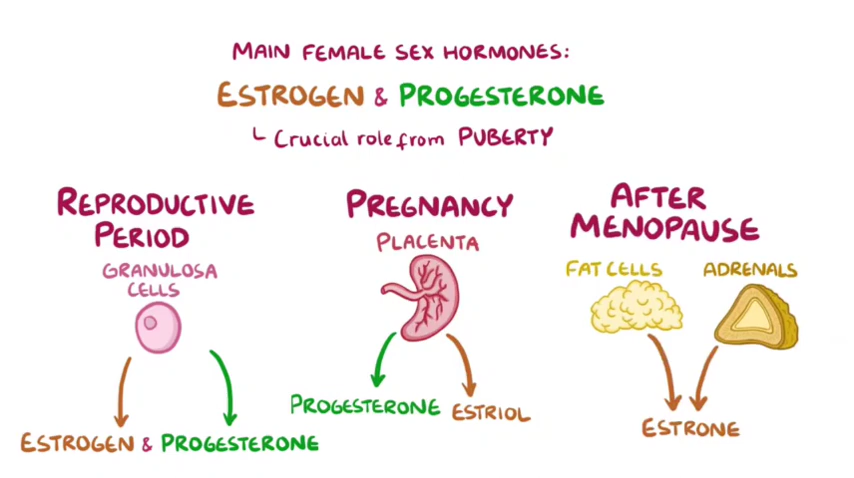 MAIN FEMALE SEX HORMONES:
ESTROGEN & PROGESTERONE
Crucial role from PUBERTY
REPRODUCTIVE
PERIOD
GRANULOSA
CELLS
ESTROGEN & PROGESTERONE
PREGNANCY
PLACENTA
PROGESTERONE ESTRIOL
AFTER
MENOPAUSE
FAT CELLS ADRENALS
ESTRONE